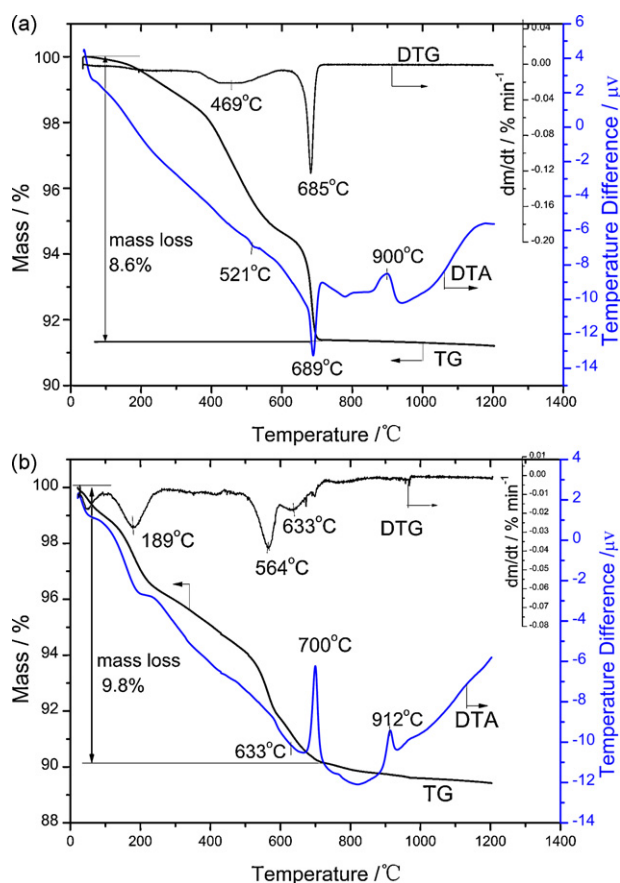 (a)
100
98
96
94
92
90
Mass / %
0
200
400
600
800
1000
1200
1400
Temperature /℃
469°C
685°C
521°C
689°C
900°C
mass loss
8.6%
DTG
DTA
TG
0.04
0.00
-0.04
-0.08
-0.12
-0.16
-0.20
dm/dt / % min⁻¹
6
4
2
0
-2
-4
-6
-8
-10
-12
-14
Temperature Difference / μv
(b)
100
98
96
94
92
90
88
Mass / %
0
200
400
600
800
1000
1200
1400
Temperature /℃
189°C
564°C
633°C
700°C
633°C
912°C
mass loss
9.8%
DTG
DTA
TG
0.01
0.00
-0.01
-0.02
-0.03
-0.04
-0.05
-0.06
-0.07
-0.08
dm/dt / % min⁻¹
4
2
0
-2
-4
-6
-8
-10
-12
-14
Temperature Difference /μv